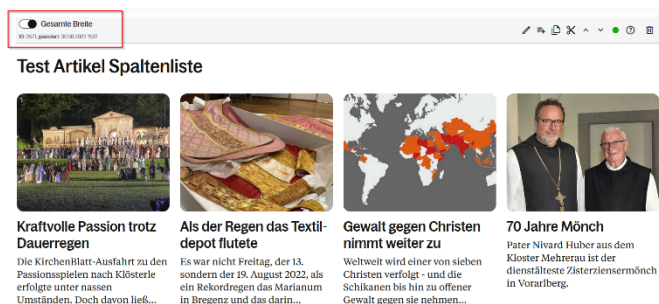 Gesamte Breite
ID: 2571, geändert: 30.08.2023 11:22
Test Artikel Spaltenliste
Kraftvolle Passion trotz
Dauerregen
Die KirchenBlatt-Ausfahrt zu den
Passionsspielen nach Klösterle
erfolgte unter nassen
Umständen. Doch davon ließ...
Als der Regen das Textil-
depot flutete
Es war nicht Freitag, der 13.
sondern der 19. August 2022, als
ein Rekordregen das Marianum
in Bregenz und das darin...
Gewalt gegen Christen
nimmt weiter zu
Weltweit wird einer von sieben
Christen verfolgt - und die
Schikanen bis hin zu offener
Gewalt gegen sie nehmen...
70 Jahre Mönch
Pater Nivard Huber aus dem
Kloster Mehrerau ist der
dienstälteste Zisterziensermönch
in Vorarlberg.